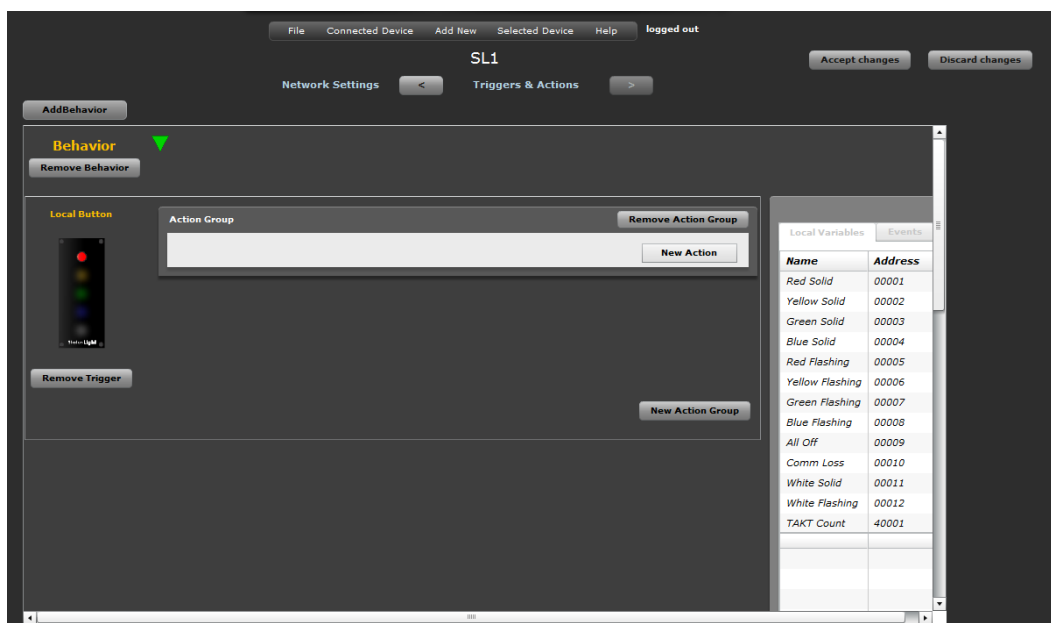 File Connected Device Add New Selected Device Help logged out
SL1
Accept changes Discard changes
Network Settings < Triggers & Actions >
AddBehavior
Behavior
Remove Behavior
Local Button
Action Group Remove Action Group
New Action
Remove Trigger
New Action Group
Local Variables Events
Name Address
Red Solid 00001
Yellow Solid 00002
Green Solid 00003
Blue Solid 00004
Red Flashing 00005
Yellow Flashing 00006
Green Flashing 00007
Blue Flashing 00008
All Off 00009
Comm Loss 00010
White Solid 00011
White Flashing 00012
TAKT Count 40001